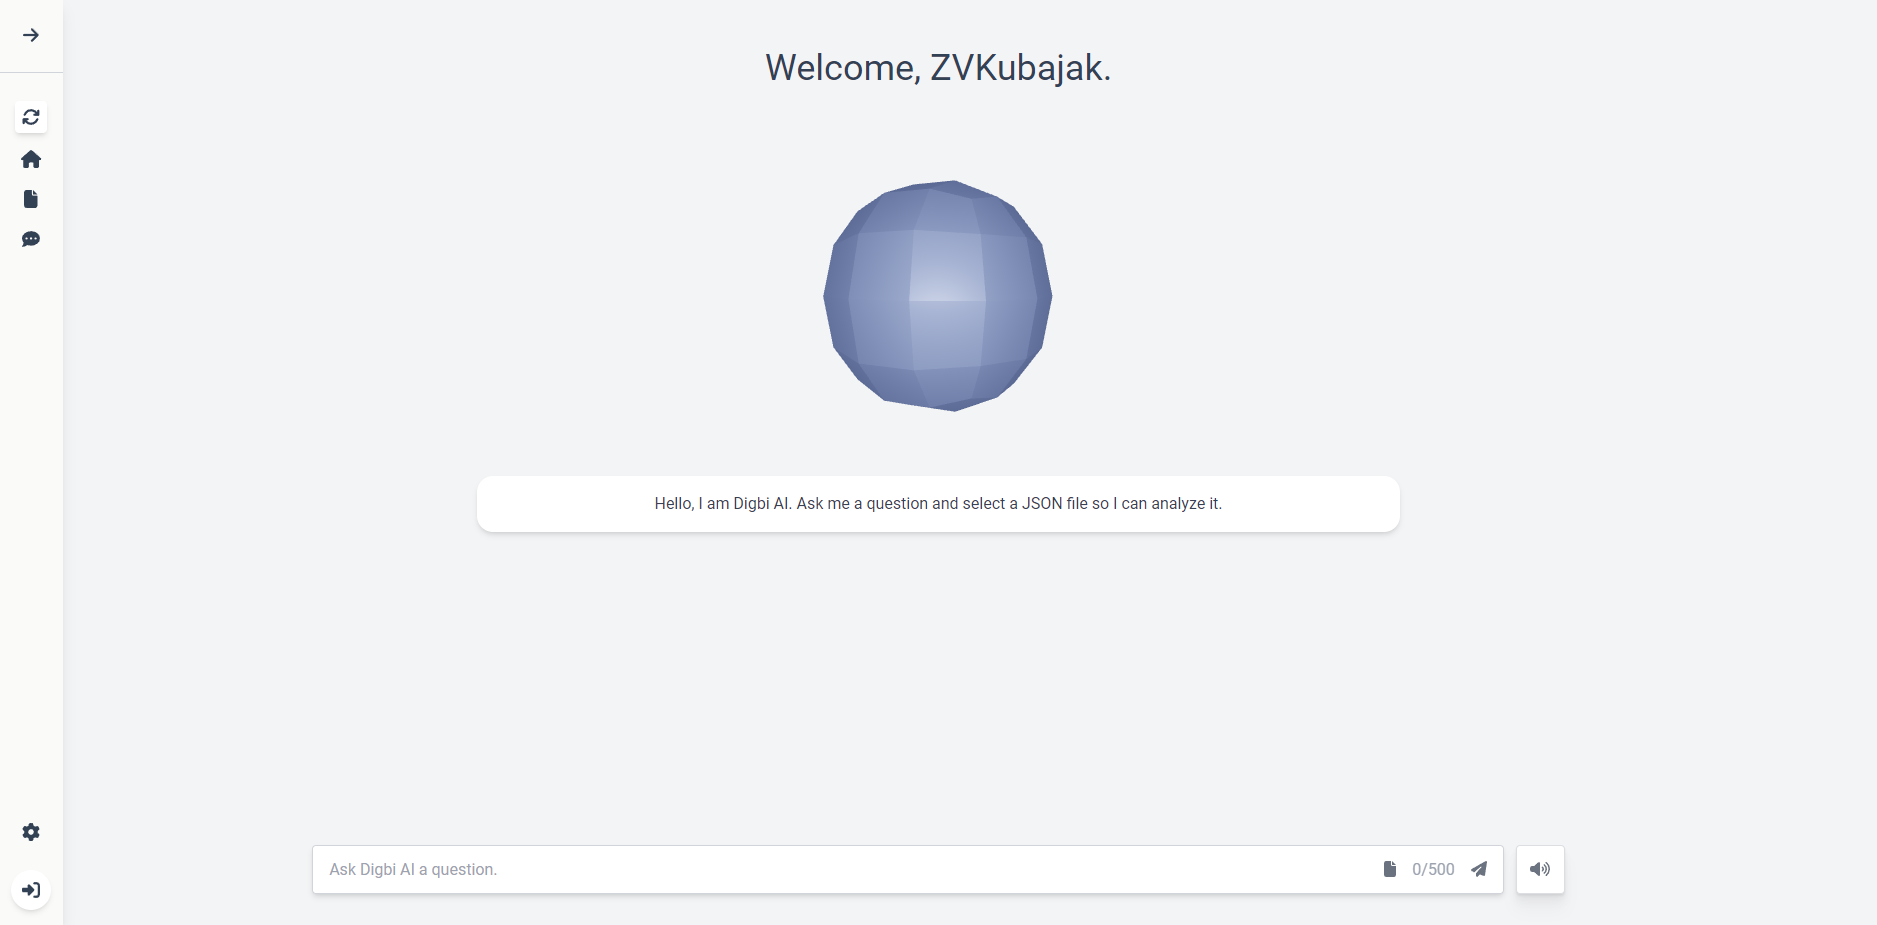 Welcome, ZVKubajak.
Hello, I am Digbi AI. Ask me a question and select a JSON file so I can analyze it.
Ask Digbi AI a question.
0/500